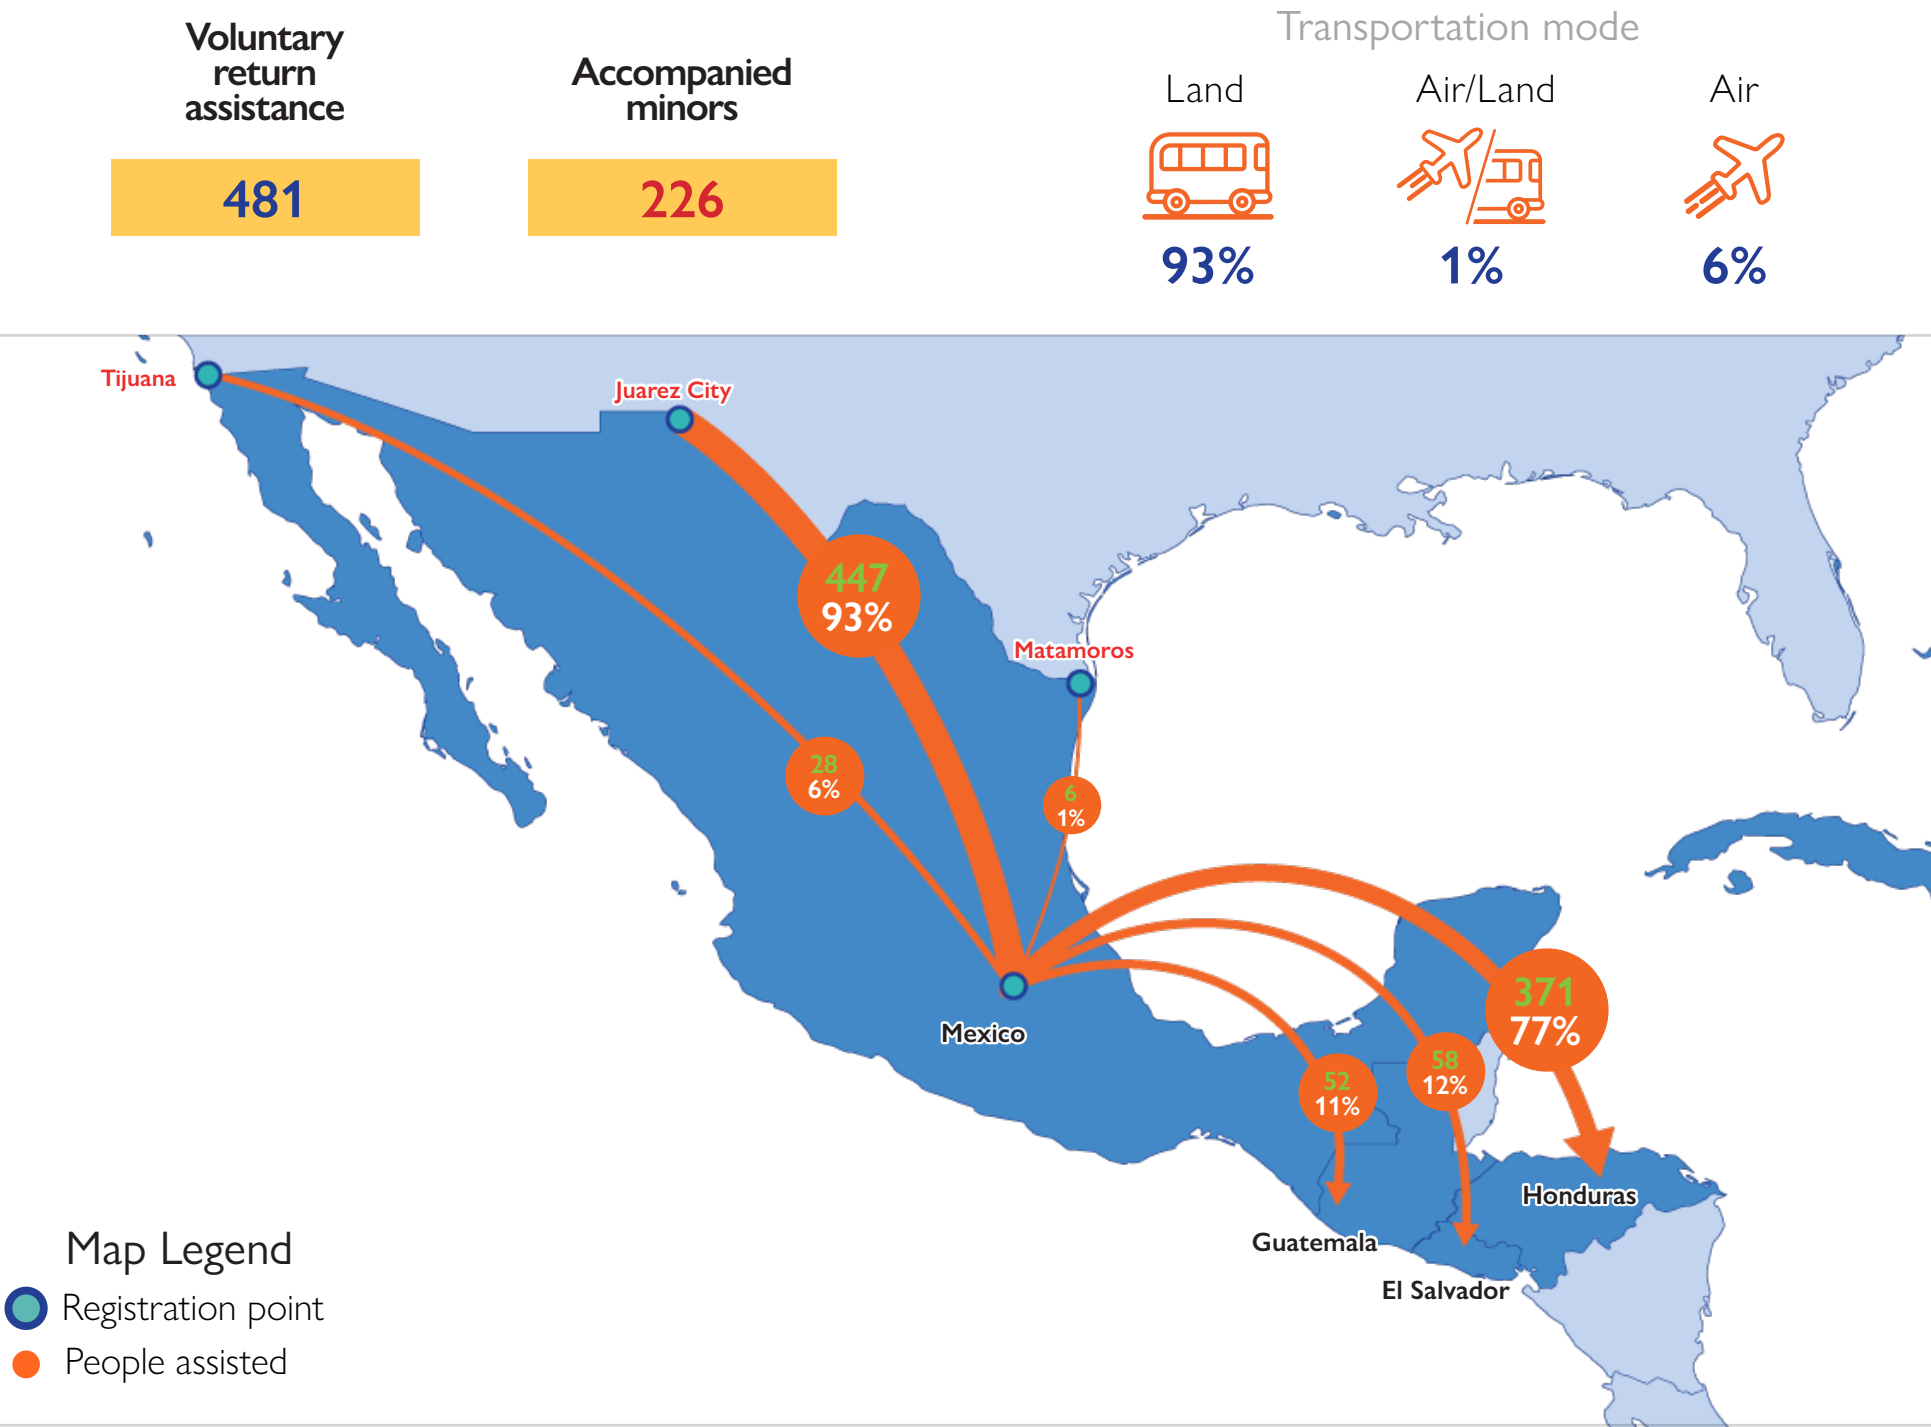 Voluntary
return
assistance
481
Accompanied
minors
226
Transportation mode
Land
Air/Land
Air
93%
1%
6%
Tijuana
Juarez City
447
93%
Matamoros
28
6%
6
1%
Mexico
371
77%
58
12%
52
11%
Honduras
Guatemala
El Salvador
Map Legend
Registration point
People assisted